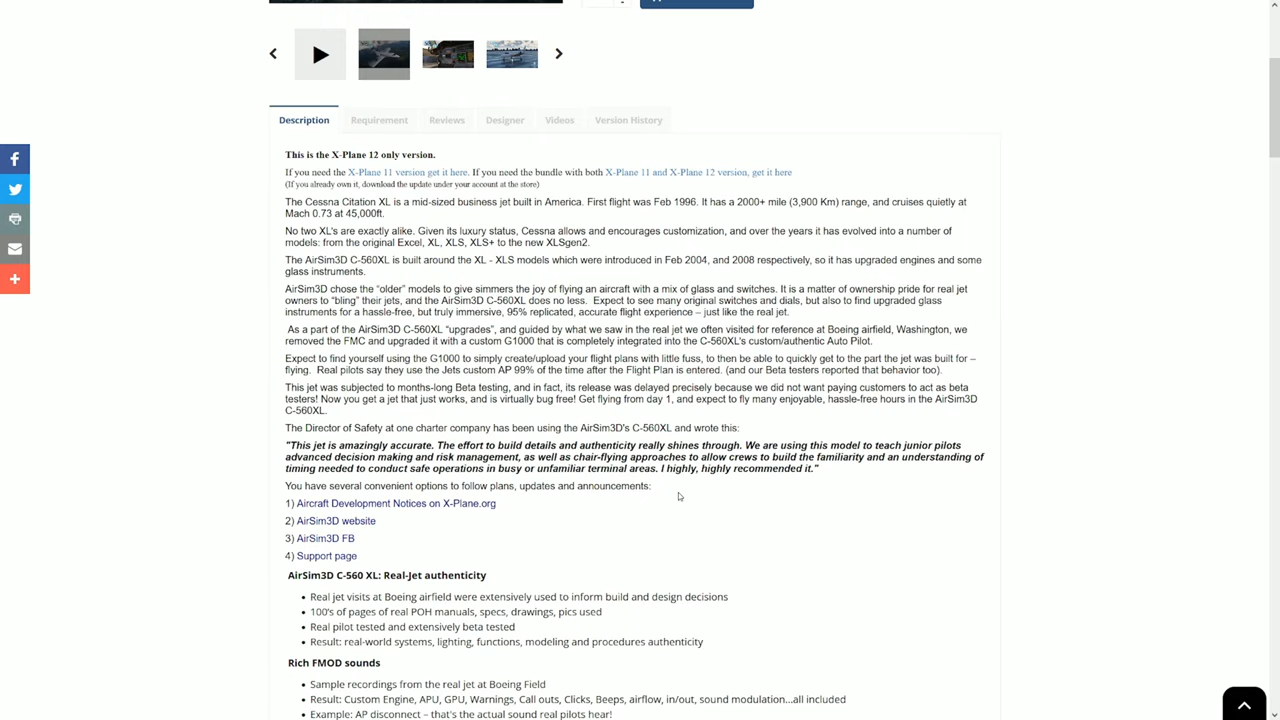 Description
Requirement
Reviews
Designer
Videos
Version History
This is the X-Plane 12 only version.
If you need the X-Plane 11 version get it here. If you need the bundle with both X-Plane 11 and X-Plane 12 version, get it here
(If you already own it, download the update under your account at the store)
The Cessna Citation XL is a mid-sized business jet built in America. First flight was Feb 1996. It has a 2000+ mile (3,900 Km) range, and cruises quietly at
Mach 0.73 at 45,000ft.
No two XL's are exactly alike. Given its luxury status, Cessna allows and encourages customization, and over the years it has evolved into a number of
models: from the original Excel, XL, XLS, XLS+ to the new XLSgen2.
The AirSim3D C-560XL is built around the XL - XLS models which were introduced in Feb 2004, and 2008 respectively, so it has upgraded engines and some
glass instruments.
AirSim3D chose the “older” models to give simmers the joy of flying an aircraft with a mix of glass and switches. It is a matter of ownership pride for real jet
owners to “bling” their jets, and the AirSim3D C-560XL does no less. Expect to see many original switches and dials, but also to find upgraded glass
instruments for a hassle-free, but truly immersive, 95% replicated, accurate flight experience – just like the real jet.
As a part of the AirSim3D C-560XL “upgrades”, and guided by what we saw in the real jet we often visited for reference at Boeing airfield, Washington, we
removed the FMC and upgraded it with a custom G1000 that is completely integrated into the C-560XL's custom/authentic Auto Pilot.
Expect to find yourself using the G1000 to simply create/upload your flight plans with little fuss, to then be able to quickly get to the part the jet was built for –
flying. Real pilots say they use the Jets custom AP 99% of the time after the Flight Plan is entered. (and our Beta testers reported that behavior too).
This jet was subjected to months-long Beta testing, and in fact, its release was delayed precisely because we did not want paying customers to act as beta
testers! Now you get a jet that just works, and is virtually bug free! Get flying from day 1, and expect to fly many enjoyable, hassle-free hours in the AirSim3D
C-560XL.
The Director of Safety at one charter company has been using the AirSim3D's C-560XL and wrote this:
"This jet is amazingly accurate. The effort to build details and authenticity really shines through. We are using this model to teach junior pilots
advanced decision making and risk management, as well as chair-flying approaches to allow crews to build the familiarity and an understanding of
timing needed to conduct safe operations in busy or unfamiliar terminal areas. I highly, highly recommended it."
You have several convenient options to follow plans, updates and announcements:
1) Aircraft Development Notices on X-Plane.org
2) AirSim3D website
3) AirSim3D FB
4) Support page
AirSim3D C-560 XL: Real-Jet authenticity
• Real jet visits at Boeing airfield were extensively used to inform build and design decisions
• 100's of pages of real POH manuals, specs, drawings, pics used
• Real pilot tested and extensively beta tested
• Result: real-world systems, lighting, functions, modeling and procedures authenticity
Rich FMOD sounds
• Sample recordings from the real jet at Boeing Field
• Result: Custom Engine, APU, GPU, Warnings, Call outs, Clicks, Beeps, airflow, in/out, sound modulation...all included
• Example: AP disconnect – that's the actual sound real pilots hear!